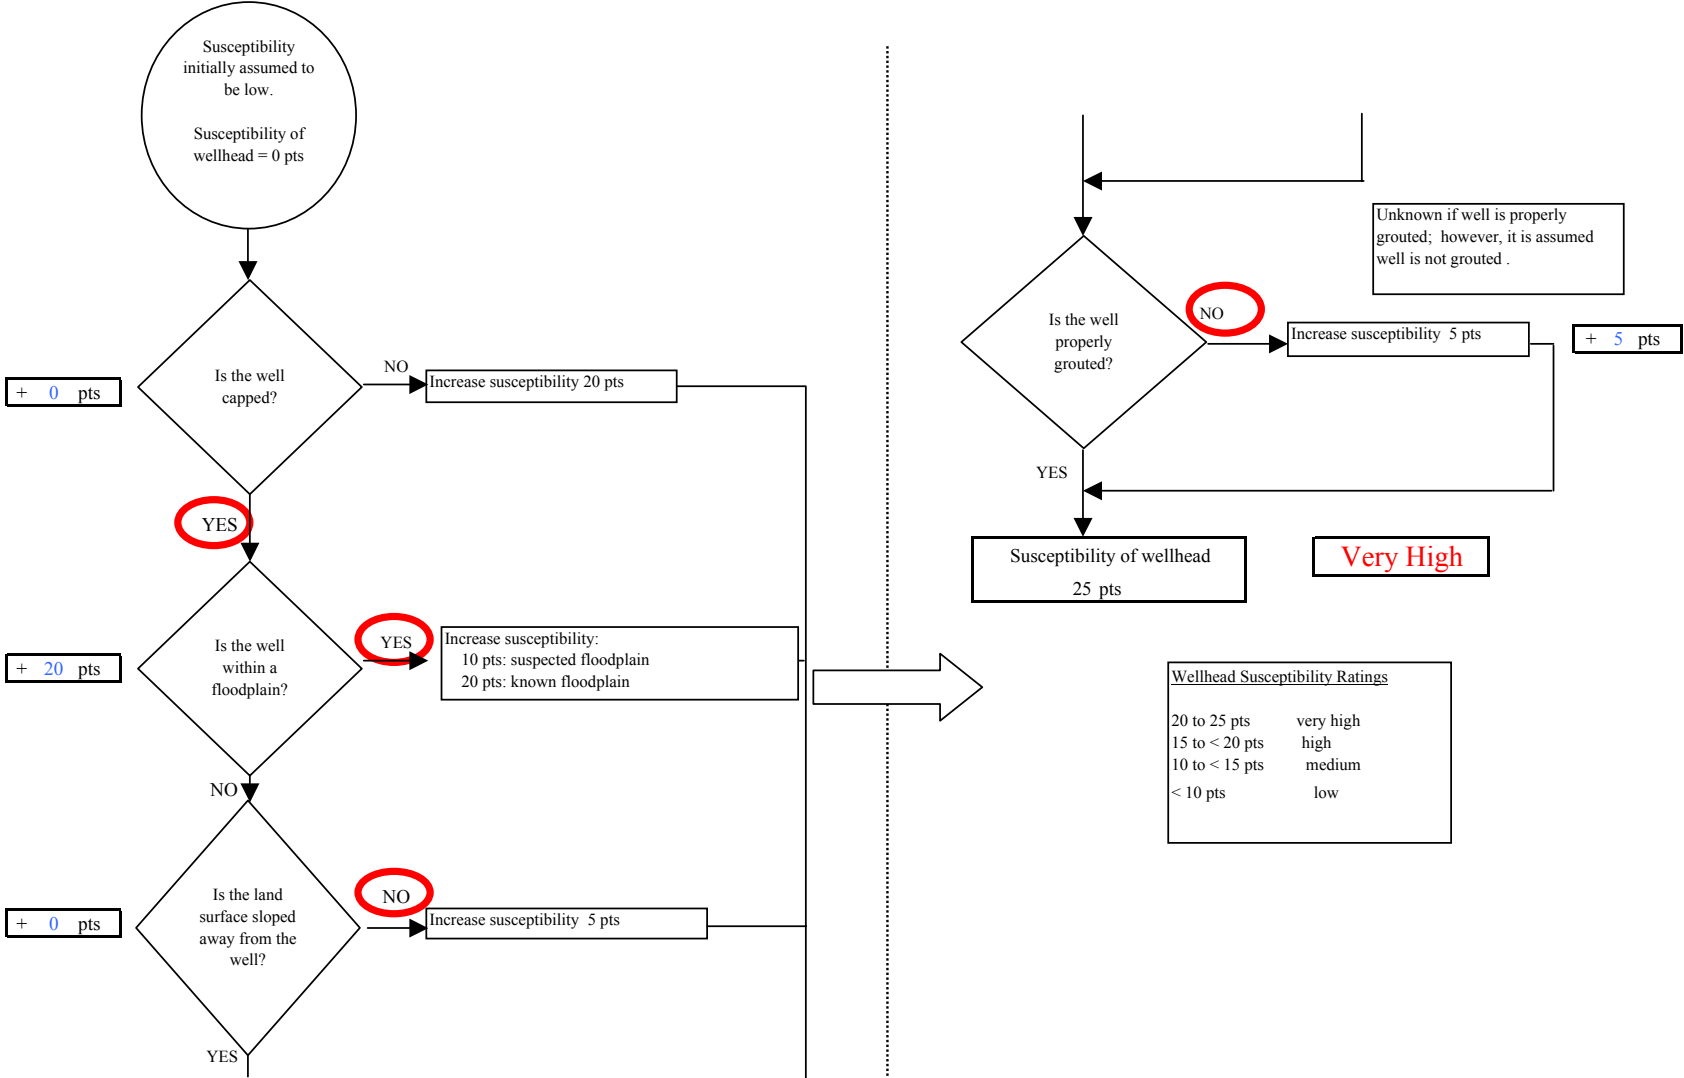 Susceptibility
initially assumed to
be low.
Susceptibility of
wellhead = 0 pts
Is the well
capped?
NO
Increase susceptibility 20 pts
+ 0 pts
YES
Is the well
within a
floodplain?
YES
Increase susceptibility:
10 pts: suspected floodplain
20 pts: known floodplain
+ 20 pts
NO
Is the land
surface sloped
away from the
well?
NO
Increase susceptibility 5 pts
+ 0 pts
YES
Unknown if well is properly
grouted; however, it is assumed
well is not grouted .
Is the well
properly
grouted?
NO
Increase susceptibility 5 pts
+ 5 pts
YES
Susceptibility of wellhead
25 pts
Very High
Wellhead Susceptibility Ratings
20 to 25 pts very high
15 to < 20 pts high
10 to < 15 pts medium
< 10 pts low